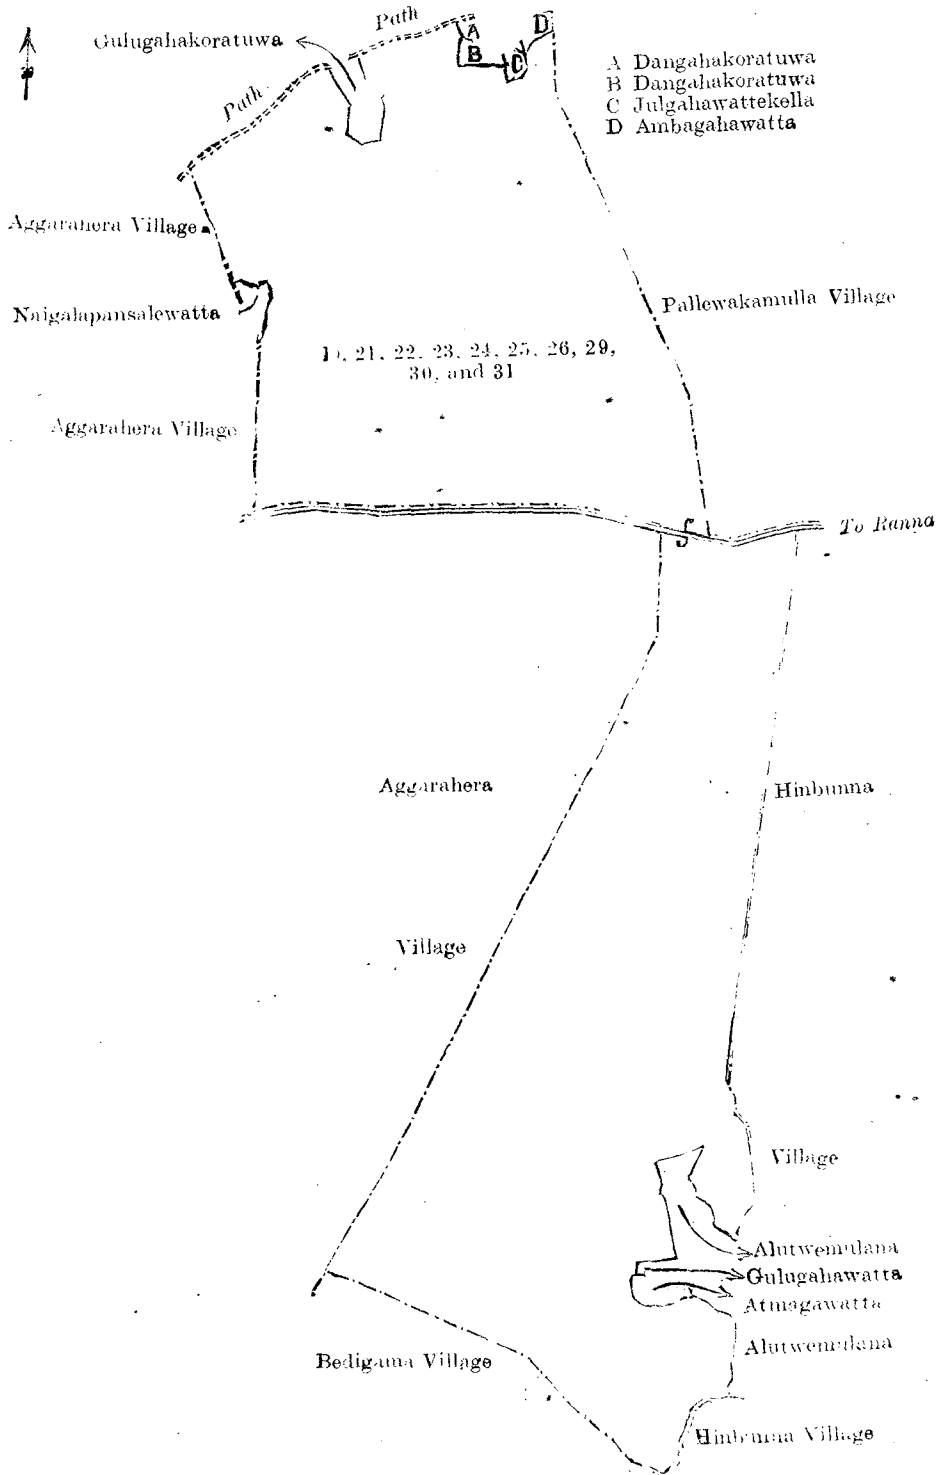 Path
D
Gulugahakoratuwa
A
B
C
A Dangahakoratuwa
B Dangahakoratuwa
C Julgahawattekella
D Ambagahawatta
Path
Aggarahera Village
Naigalapansalewatta
Pallewakamulla Village
21, 22, 23, 24, 25, 26, 29,
30, and 31
Aggarahera Village
To Ranna
Aggarahera
Hinbunna
Village
Village
Alutwemulana
Gulugahawatta
Atmagawatta
Alutwemulana
Bedigama Village
Hinbunna Village